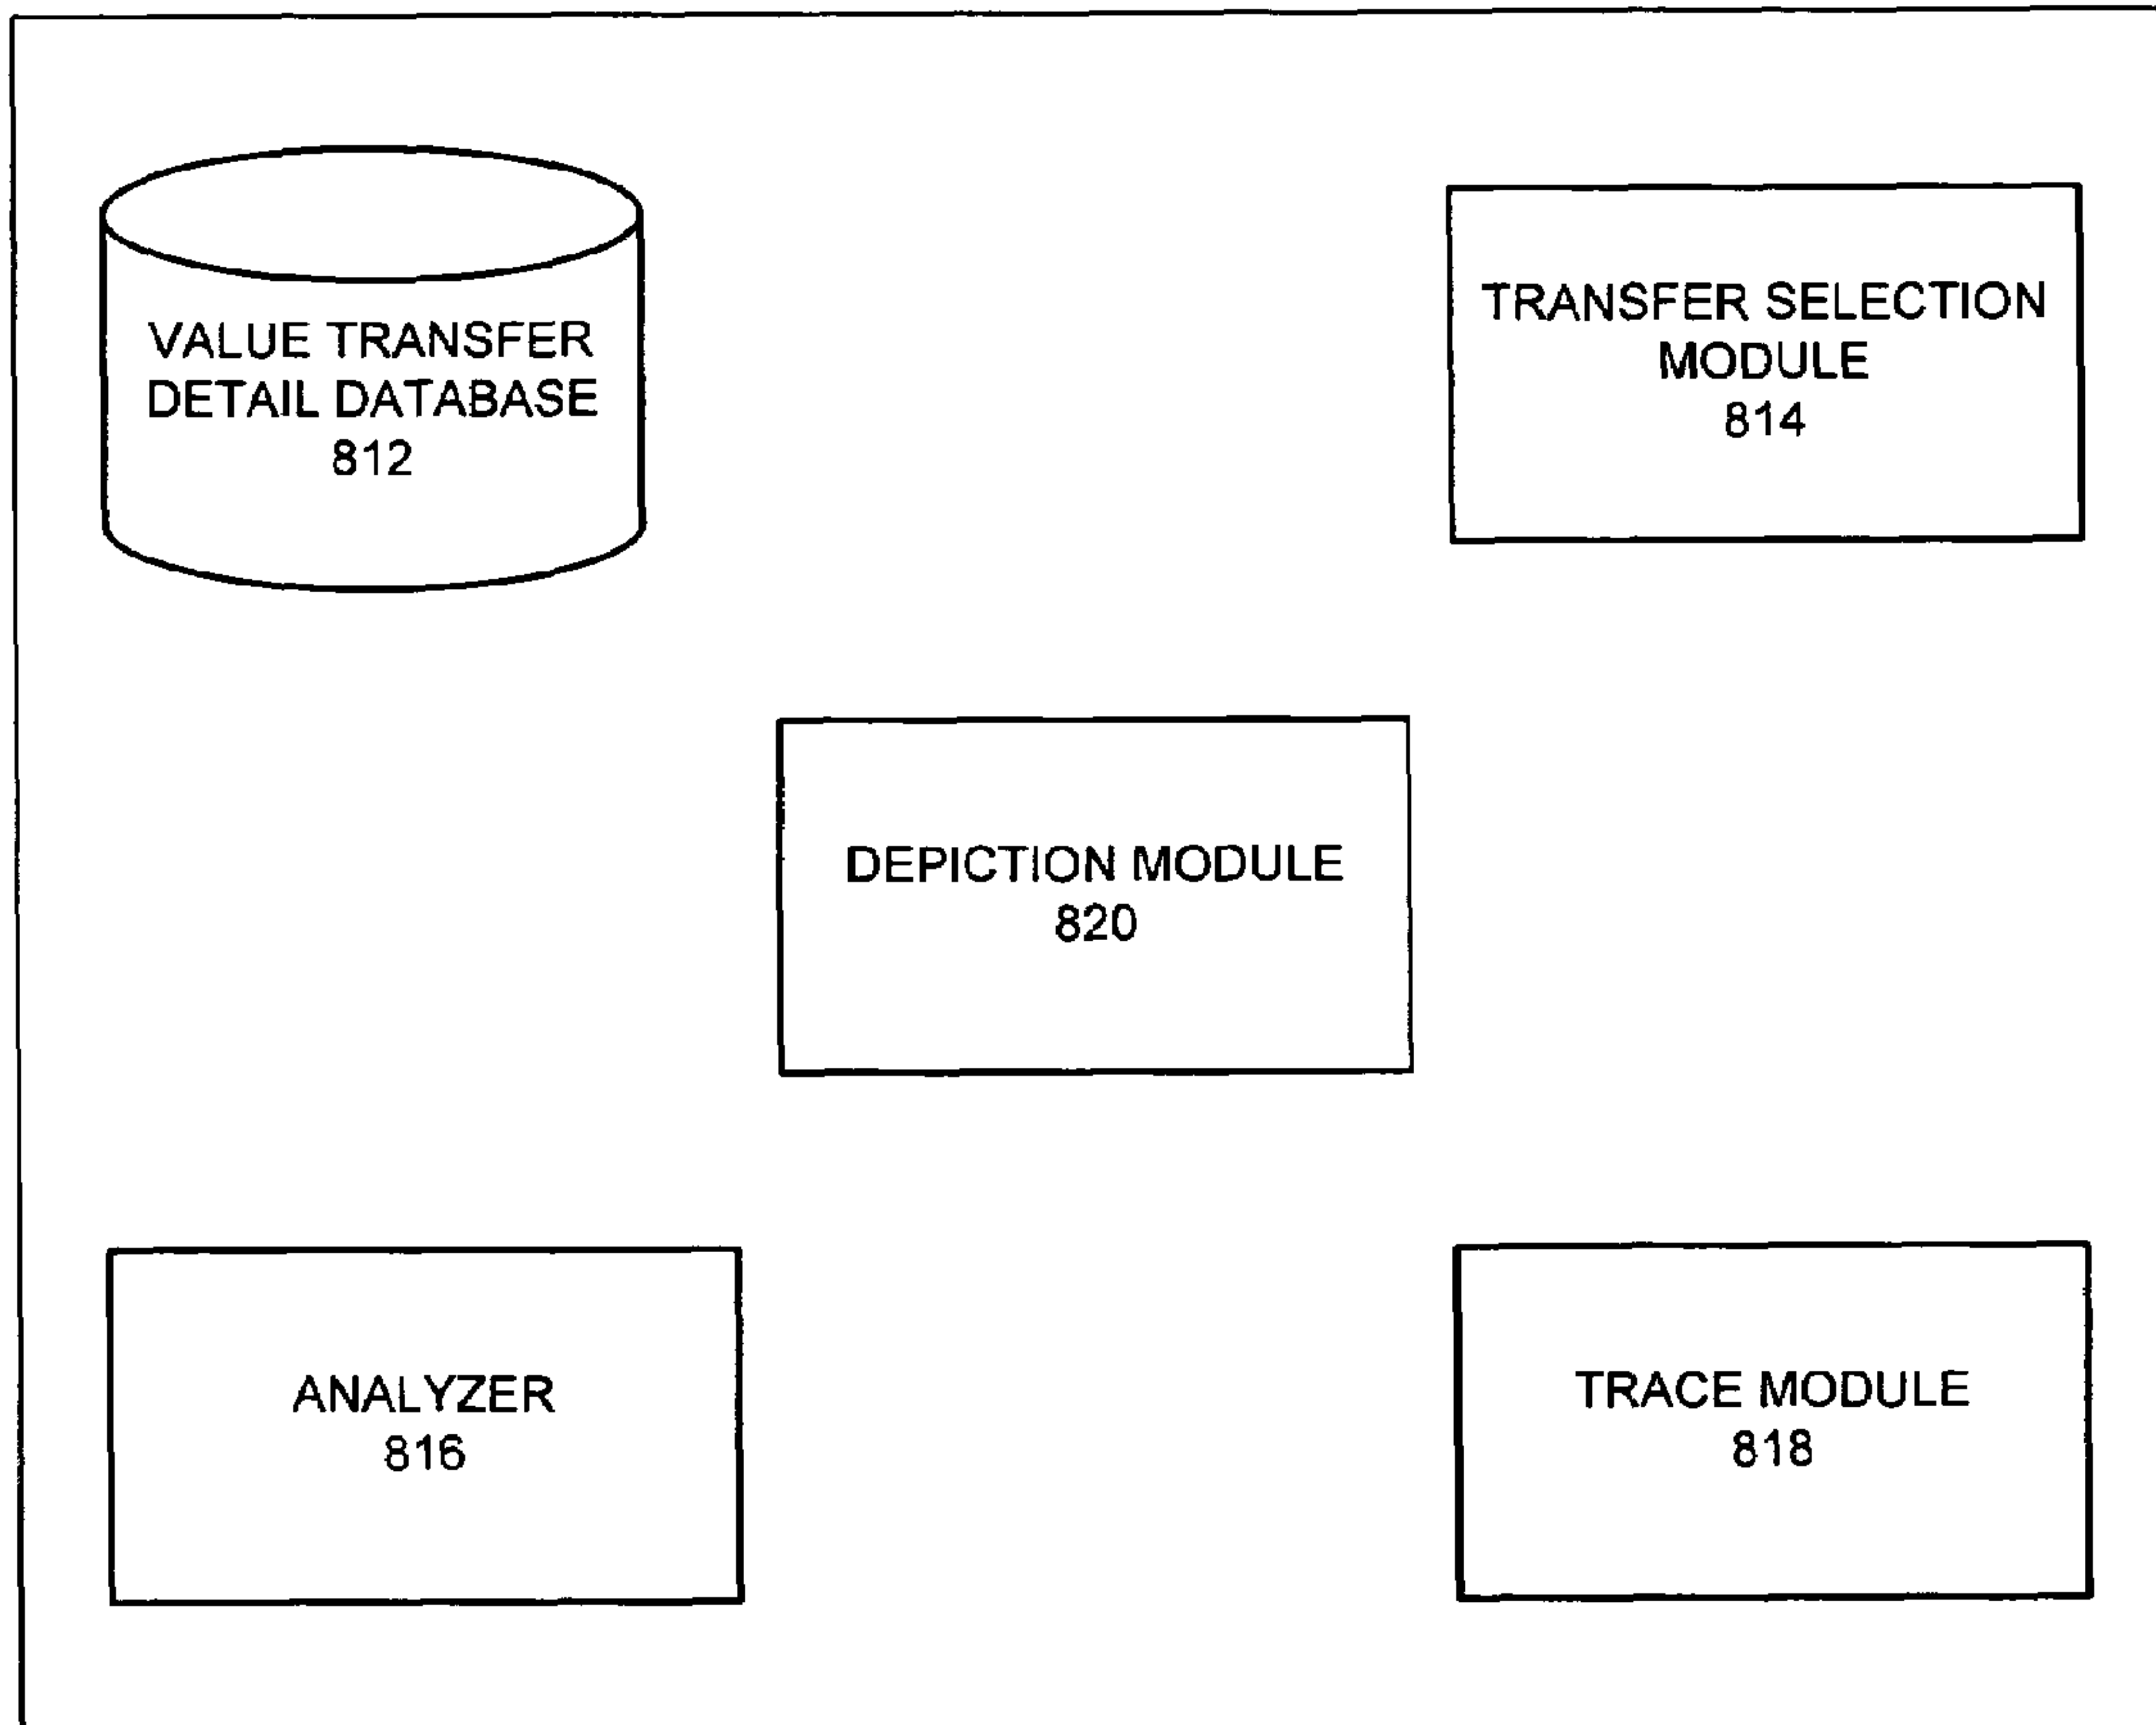 VALUE TRANSFER
DETAIL DATABASE
812
TRANSFER SELECTION
MODULE
814
DEPICTION MODULE
820
ANALYZER
816
TRACE MODULE
818